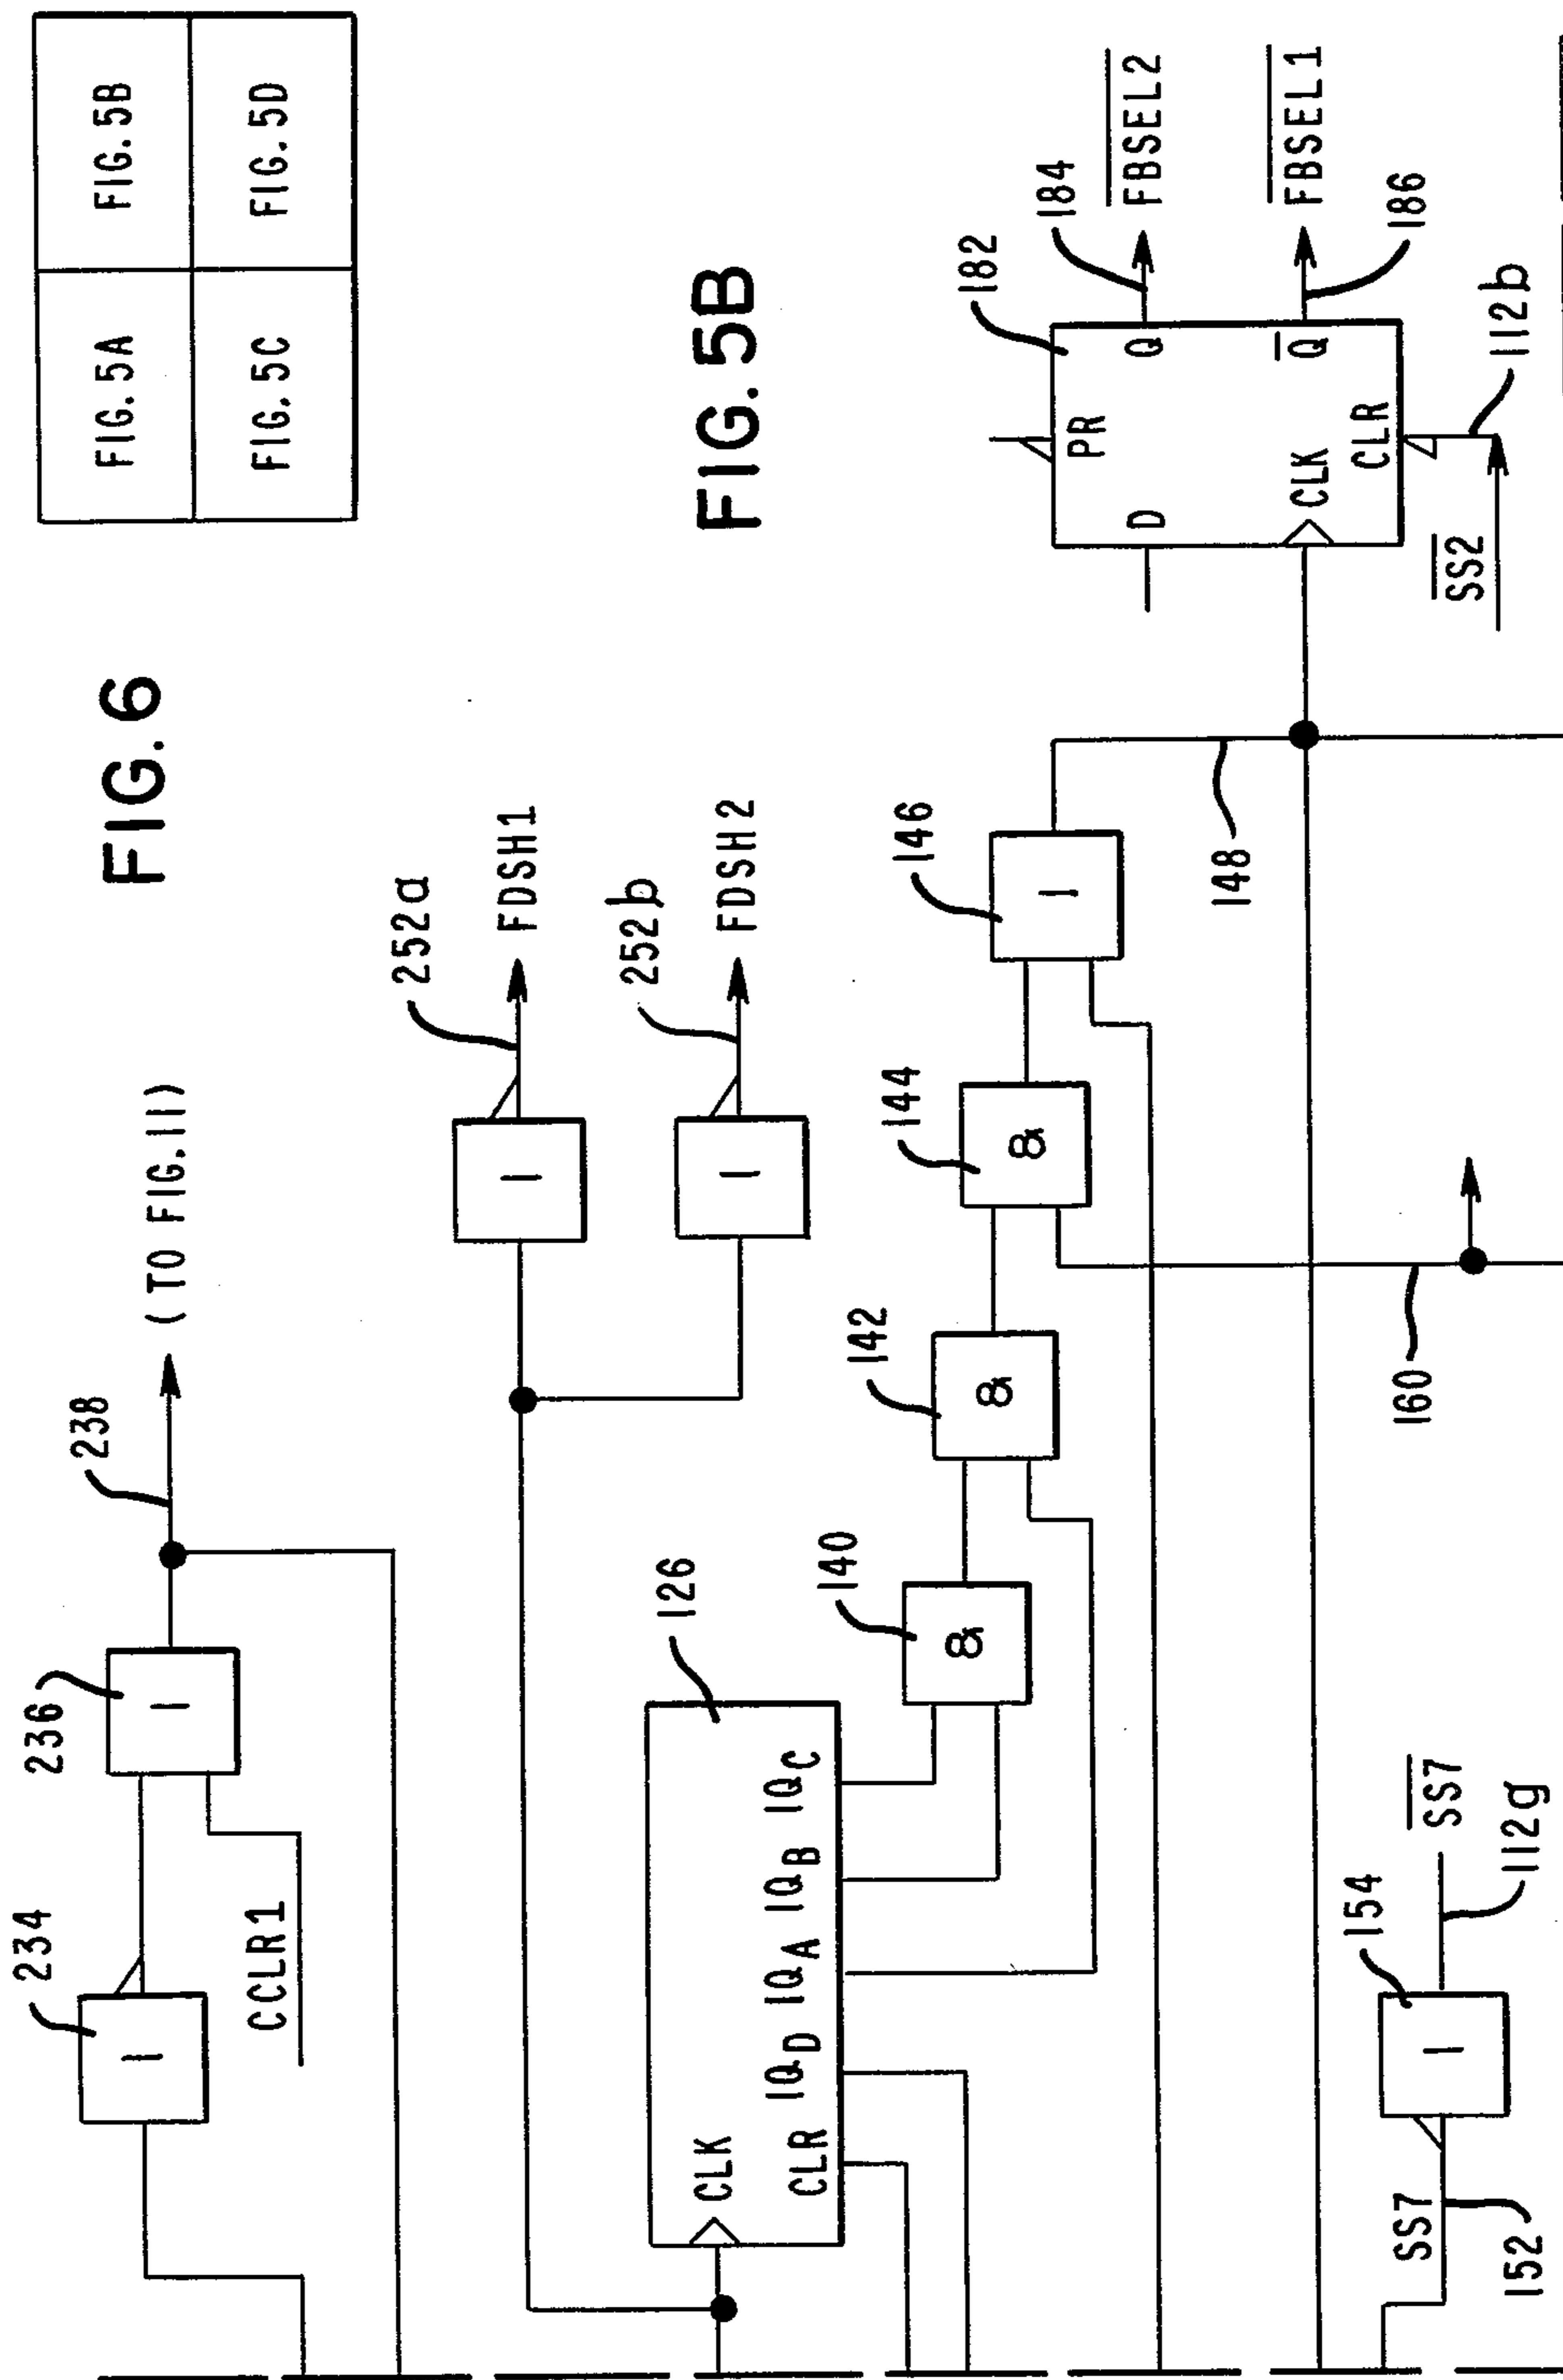 FIG. 6
FIG. 5A
FIG. 5B
FIG. 5C
FIG. 5D
FIG. 5B
234
236
238
(TO FIG.11)
1
1
CCLR1
252a
FDSH1
1
252b
FDSH2
1
126
CLK
CLR
1QD
1QA
1QB
1QC
140
&
142
&
144
&
146
1
148
160
182
PR
D
Q
184
FBSEL2
CLK
Q
FBSEL1
186
CLR
SS2
112b
SS7
152
154
1
SS7
112g